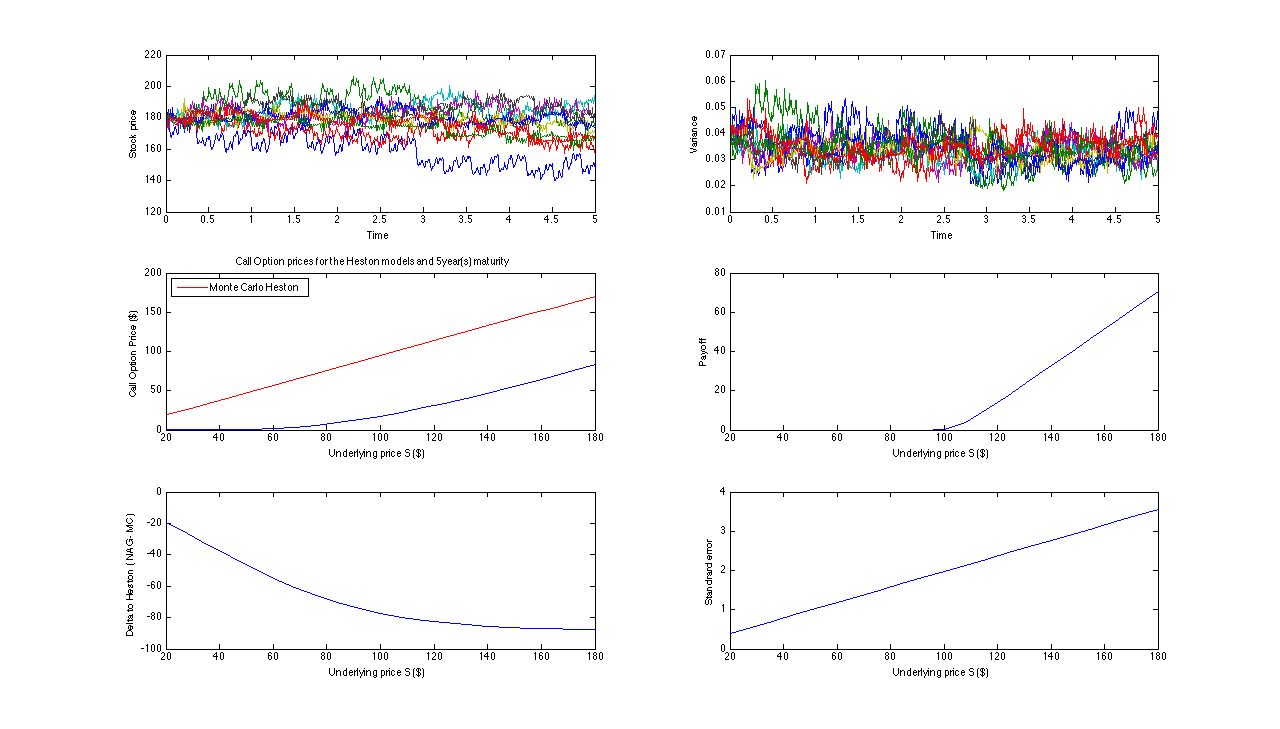 220
200
180
160
140
120
Stock price
0 0.5 1 1.5 2 2.5 3 3.5 4 4.5 5
Time
0.07
0.06
0.05
0.04
0.03
0.02
0.01
Variance
0 0.5 1 1.5 2 2.5 3 3.5 4 4.5 5
Time
Call Option prices for the Heston models and 5year(s) maturity
Monte Carlo Heston
200
150
100
50
0
Call Option Price ($)
20 40 60 80 100 120 140 160 180
Underlying price S ($)
80
60
40
20
0
Payoff
20 40 60 80 100 120 140 160 180
Underlying price S ($)
0
-20
-40
-60
-80
-100
Delta to Heston ( NAG- MC)
20 40 60 80 100 120 140 160 180
Underlying price S ($)
4
3
2
1
0
Standrard error
20 40 60 80 100 120 140 160 180
Underlying price S ($)